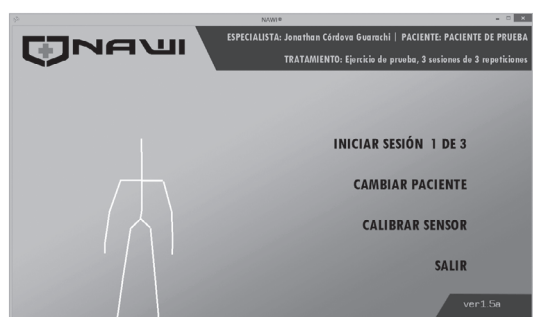 NAWI®
NAWI
ESPECIALISTA: Jonathan Córdova Guarachi | PACIENTE: PACIENTE DE PRUEBA
TRATAMIENTO: Ejercicio de prueba, 3 sesiones de 3 repeticiones
INICIAR SESIÓN 1 DE 3
CAMBIAR PACIENTE
CALIBRAR SENSOR
SALIR
ver1.5a